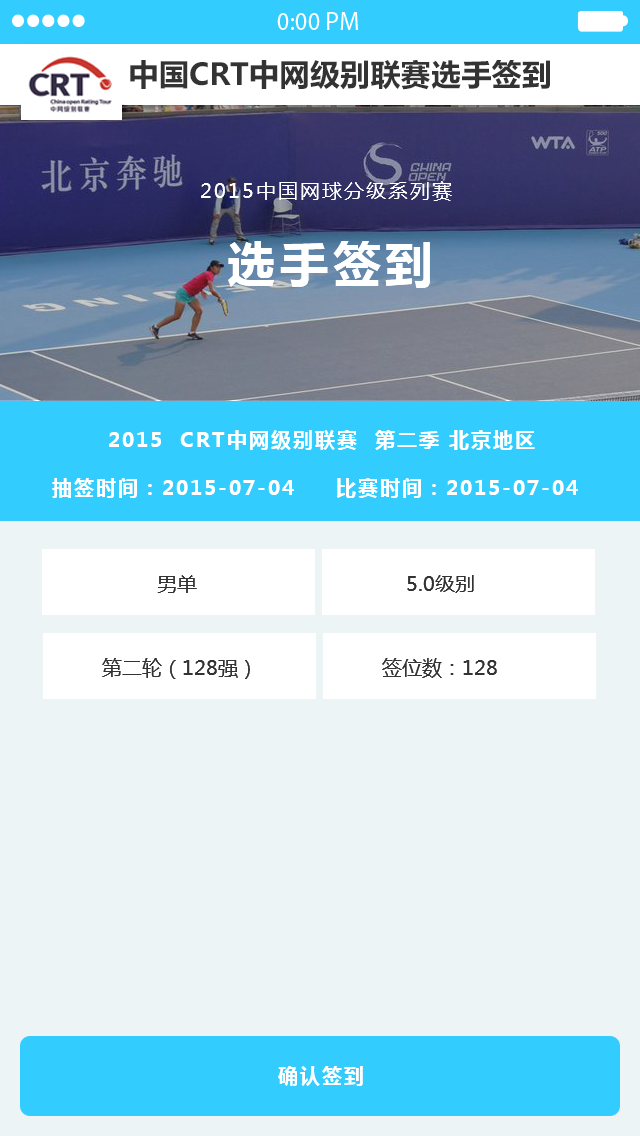 0:00 PM
CRT
China open Rating Tour
中网级别联赛
中国CRT中网级别联赛选手签到
北京奔驰
CHINA OPEN
WTA
500
ATP
2015中国网球分级系列赛
选手签到
2015 CRT中网级别联赛 第二季 北京地区
抽签时间：2015-07-04 比赛时间：2015-07-04
男单 5.0级别
第二轮（128强） 签位数：128
确认签到